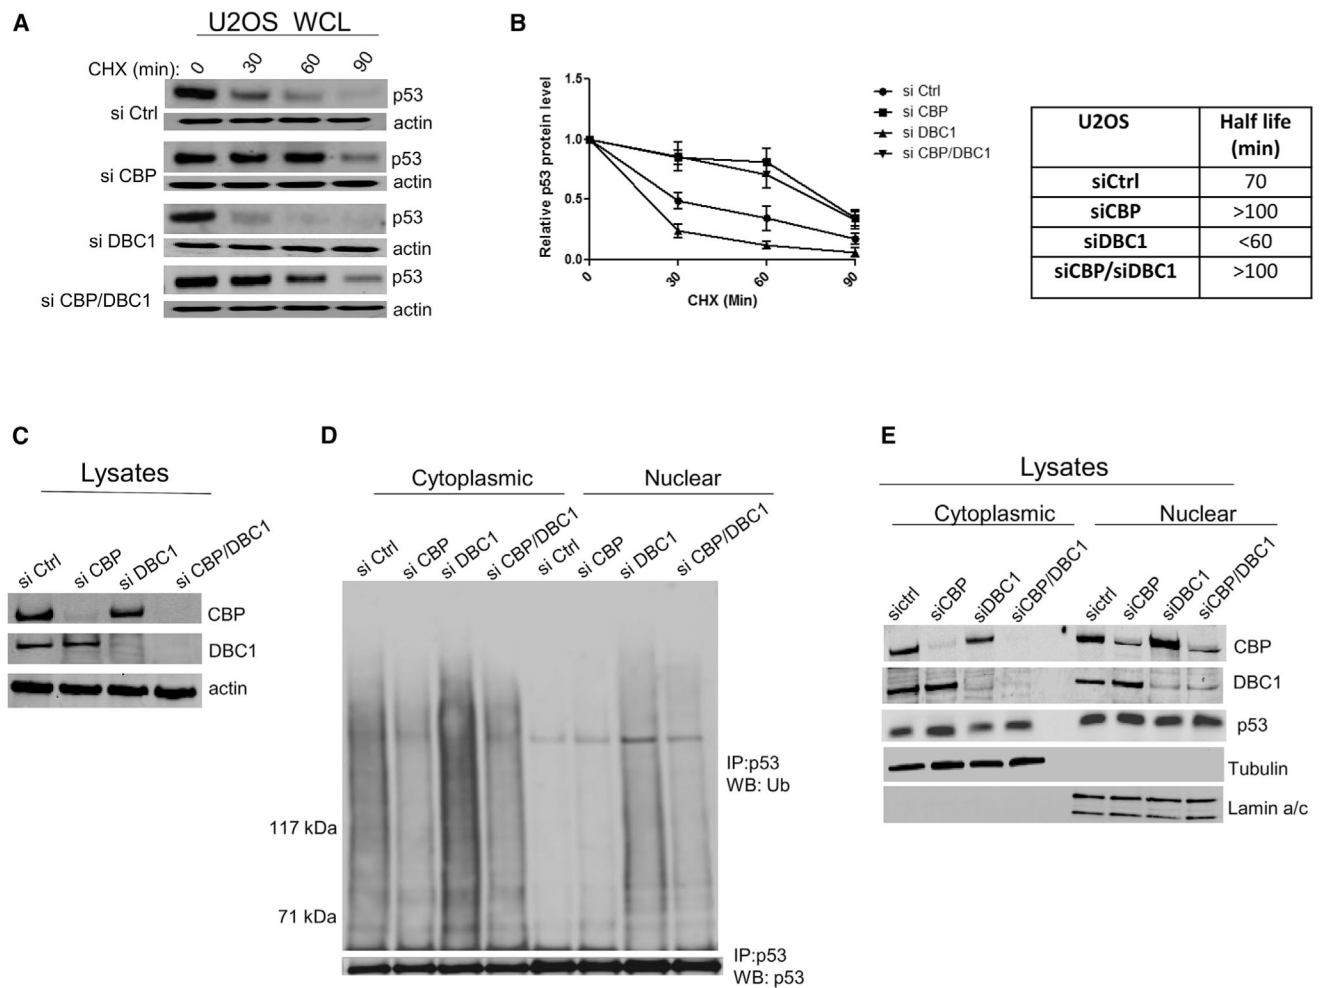 A
U2OS WCL
CHX (min): 0 30 60 90
si Ctrl
p53
actin
si CBP
p53
actin
si DBC1
p53
actin
si CBP/DBC1
p53
actin
B
Relative p53 protein level
1.5
1.0
0.5
0.0
0 30 60 90
CHX (Min)
si Ctrl
si CBP
si DBC1
si CBP/DBC1
U2OS Half life (min)
siCtrl 70
siCBP >100
siDBC1 <60
siCBP/siDBC1 >100
C
Lysates
si Ctrl si CBP si DBC1 si CBP/DBC1
CBP
DBC1
actin
D
Cytoplasmic Nuclear
si Ctrl si CBP si DBC1 si CBP/DBC1 si Ctrl si CBP si DBC1 si CBP/DBC1
IP:p53
WB: Ub
117 kDa
71 kDa
IP:p53
WB: p53
E
Lysates
Cytoplasmic Nuclear
sictrl siCBP siDBC1 siCBP/DBC1 sictrl siCBP siDBC1 siCBP/DBC1
CBP
DBC1
p53
Tubulin
Lamin a/c